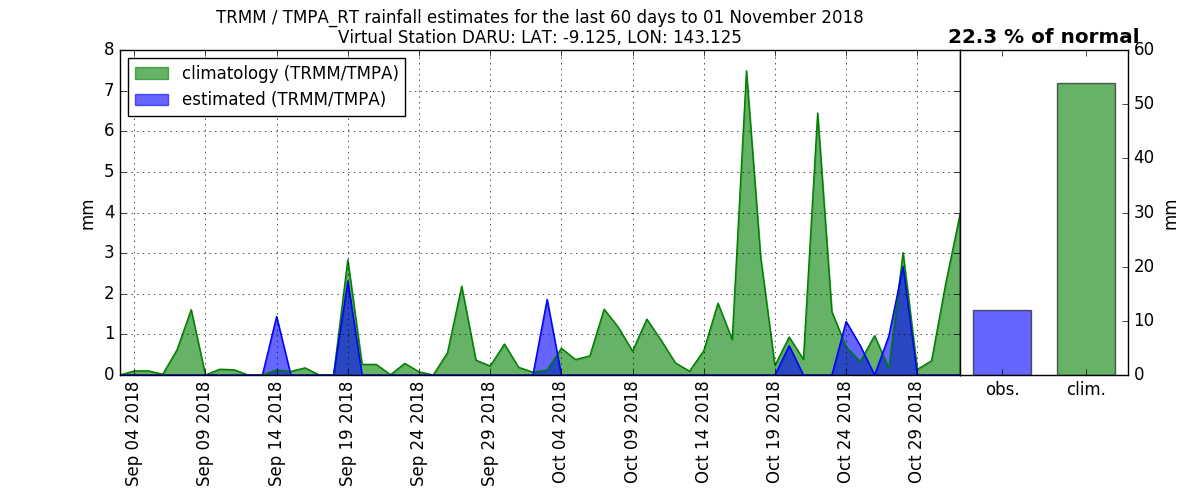 TRMM / TMPA_RT rainfall estimates for the last 60 days to 01 November 2018
Virtual Station DARU: LAT: -9.125, LON: 143.125
22.3 % of normal
climatology (TRMM/TMPA)
estimated (TRMM/TMPA)
8
7
6
5
4
3
2
1
0
mm
Sep 04 2018
Sep 09 2018
Sep 14 2018
Sep 19 2018
Sep 24 2018
Sep 29 2018
Oct 04 2018
Oct 09 2018
Oct 14 2018
Oct 19 2018
Oct 24 2018
Oct 29 2018
60
50
40
30
20
10
0
mm
obs.
clim.